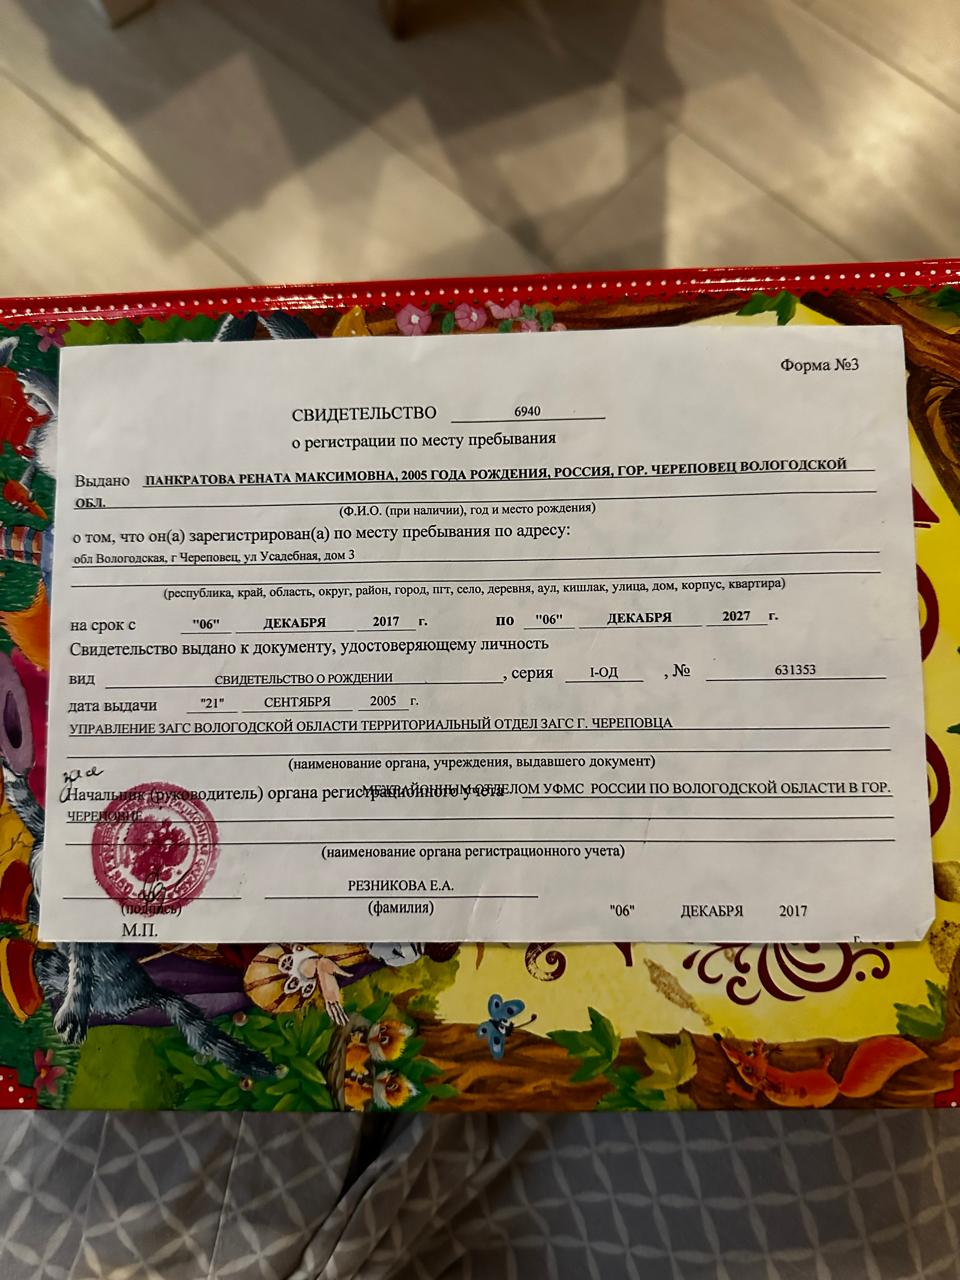 Форма №3
СВИДЕТЕЛЬСТВО 6940
о регистрации по месту пребывания
Выдано ПАНКРАТОВА РЕНАТА МАКСИМОВНА, 2005 ГОДА РОЖДЕНИЯ, РОССИЯ, ГОР. ЧЕРЕПОВЕЦ ВОЛОГОДСКОЙ
ОБЛ.
(Ф.И.О. (при наличии), год и место рождения)
о том, что он(а) зарегистрирован(а) по месту пребывания по адресу:
обл Вологодская, г Череповец, ул Усадебная, дом 3
(республика, край, область, округ, район, город, пгт, село, деревня, аул, кишлак, улица, дом, корпус, квартира)
на срок с "06" ДЕКАБРЯ 2017 г. по "06" ДЕКАБРЯ 2027 г.
Свидетельство выдано к документу, удостоверяющему личность
вид СВИДЕТЕЛЬСТВО О РОЖДЕНИИ , серия I-ОД , № 631353
дата выдачи "21" СЕНТЯБРЯ 2005 г.
УПРАВЛЕНИЕ ЗАГС ВОЛОГОДСКОЙ ОБЛАСТИ ТЕРРИТОРИАЛЬНЫЙ ОТДЕЛ ЗАГС Г. ЧЕРЕПОВЦА
(наименование органа, учреждения, выдавшего документ)
Начальник (руководитель) органа регистрационного учета МЕЖРАЙОННЫМ ОТДЕЛОМ УФМС РОССИИ ПО ВОЛОГОДСКОЙ ОБЛАСТИ В ГОР.
ЧЕРЕПОВЦЕ
(наименование органа регистрационного учета)
РЕЗНИКОВА Е.А.
(подпись) (фамилия) "06" ДЕКАБРЯ 2017
г.
М.П.